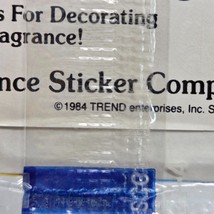 s For Decorating
agrance!
nce Sticker Comp
©1984 TREND enterprises, Inc. S